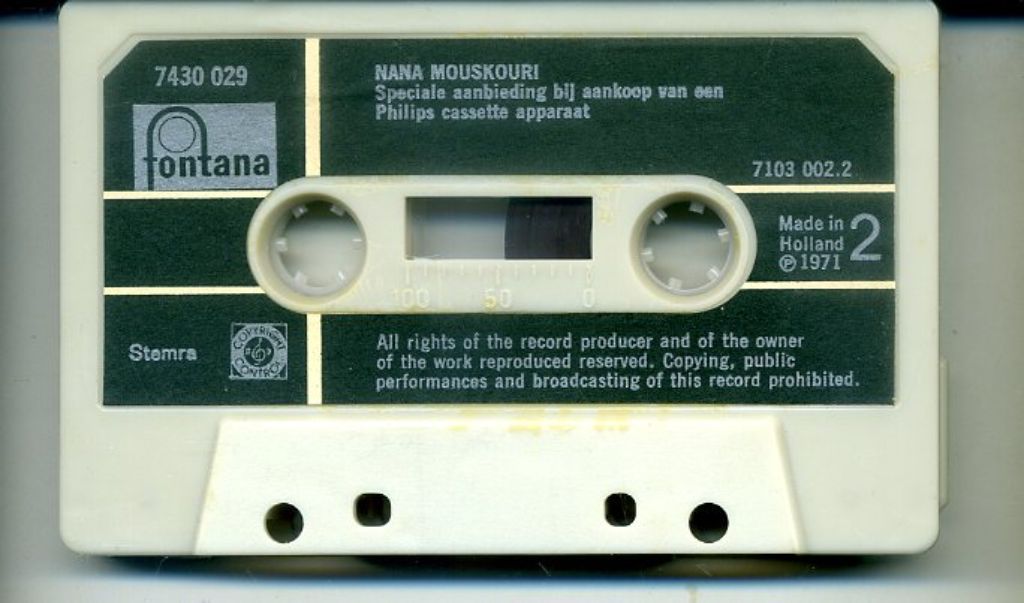 7430 029
fontana
NANA MOUSKOURI
Speciale aanbieding bij aankoop van een
Philips cassette apparaat
7103 002.2
Made in
Holland
℗ 1971
2
100 50 0
Stemra
COPYRIGHT
CONTROL
All rights of the record producer and of the owner
of the work reproduced reserved. Copying, public
performances and broadcasting of this record prohibited.